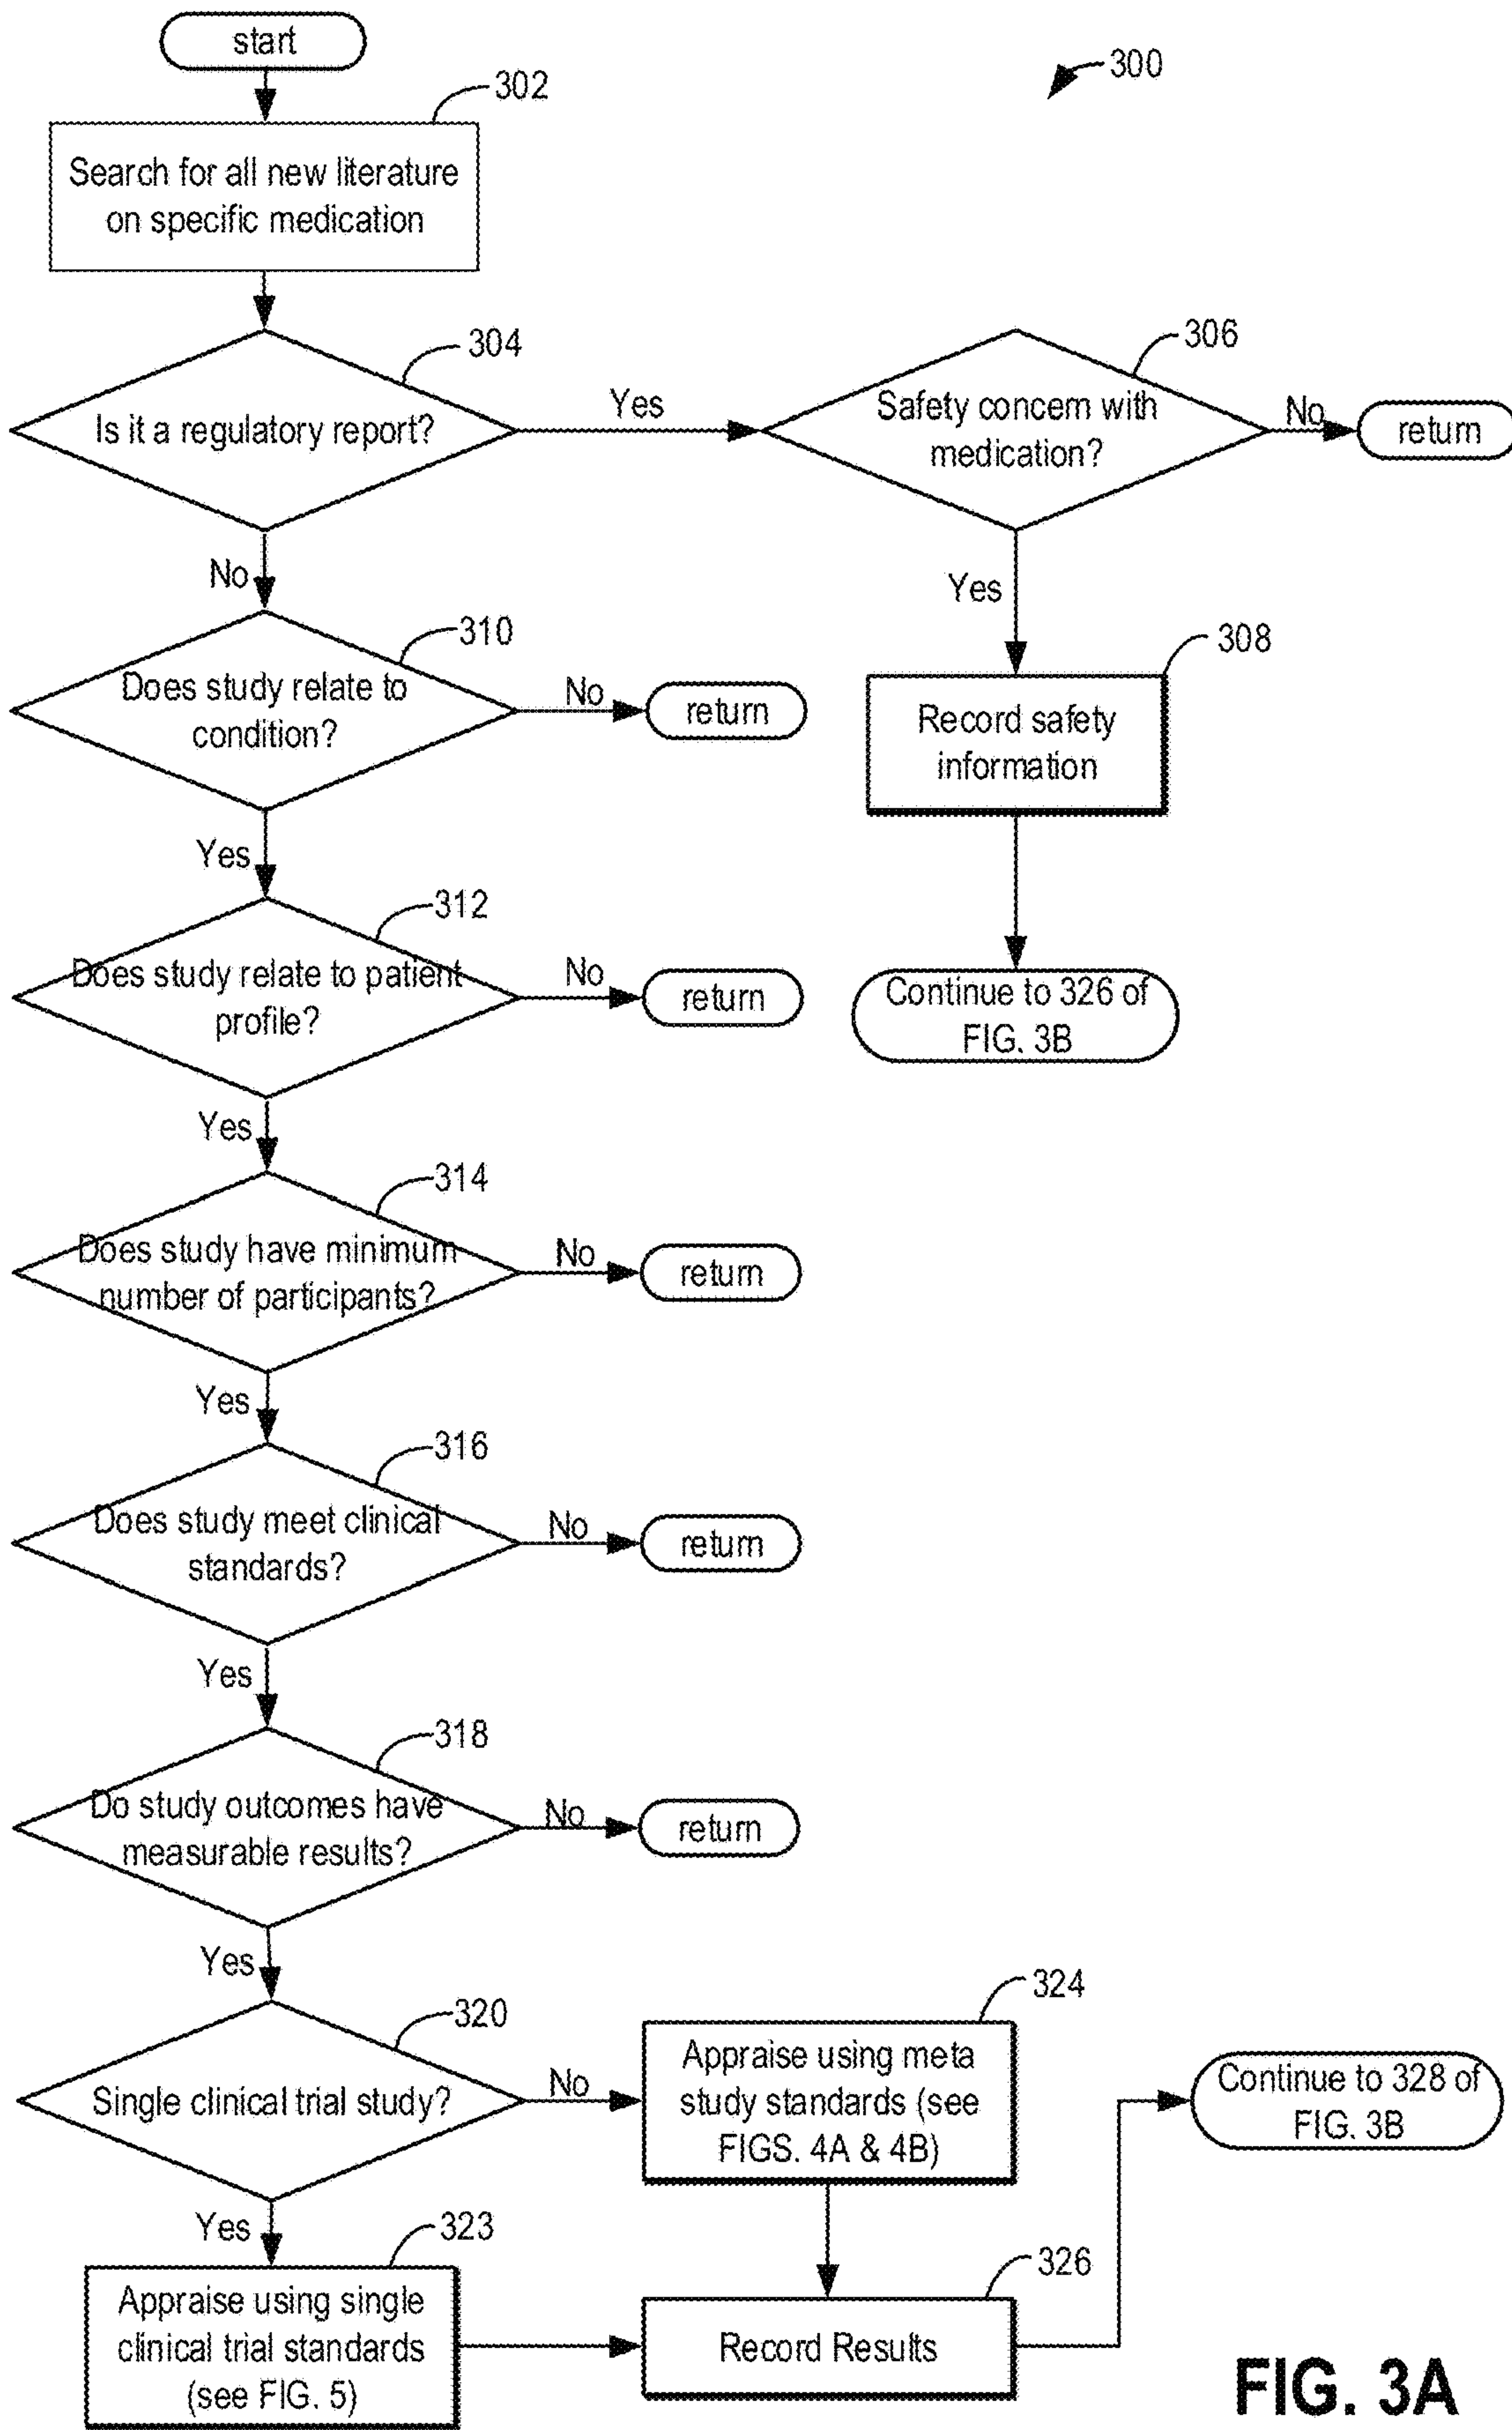 start
300
302
Search for all new literature
on specific medication
304
Is it a regulatory report?
Yes
306
Safety concern with
medication?
No
return
No
Yes
310
Does study relate to
condition?
No
return
308
Record safety
information
Yes
312
Does study relate to patient
profile?
No
return
Continue to 326 of
FIG. 3B
Yes
314
Does study have minimum
number of participants?
No
return
Yes
316
Does study meet clinical
standards?
No
return
Yes
318
Do study outcomes have
measurable results?
No
return
Yes
320
Single clinical trial study?
No
324
Appraise using meta
study standards (see
FIGS. 4A & 4B)
Continue to 328 of
FIG. 3B
Yes
323
Appraise using single
clinical trial standards
(see FIG. 5)
326
Record Results
FIG. 3A